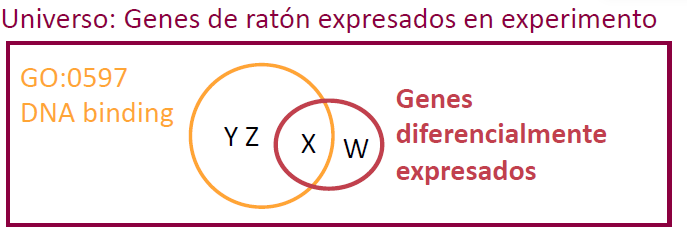 Universo: Genes de ratón expresados en experimento
GO:0597
DNA binding
Y Z
X
W
Genes
diferencialmente
expresados